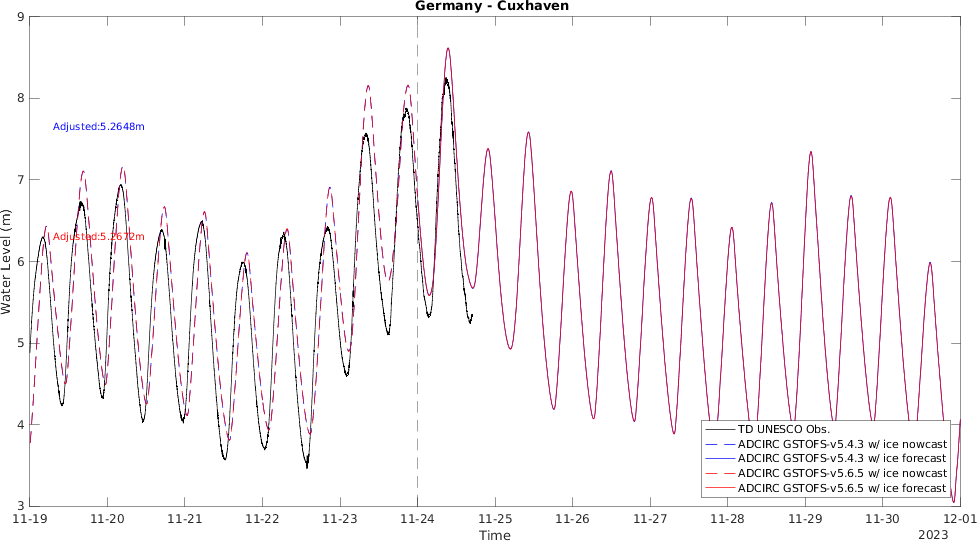 Germany - Cuxhaven
9
8
7
6
5
4
3
Water Level (m)
Adjusted:5.2648m
Adjusted:5.2672m
TD UNESCO Obs.
ADCIRC GSTOFS-v5.4.3 w/ ice nowcast
ADCIRC GSTOFS-v5.4.3 w/ ice forecast
ADCIRC GSTOFS-v5.6.5 w/ ice nowcast
ADCIRC GSTOFS-v5.6.5 w/ ice forecast
11-19 11-20 11-21 11-22 11-23 11-24 11-25 11-26 11-27 11-28 11-29 11-30 12-01
Time
2023